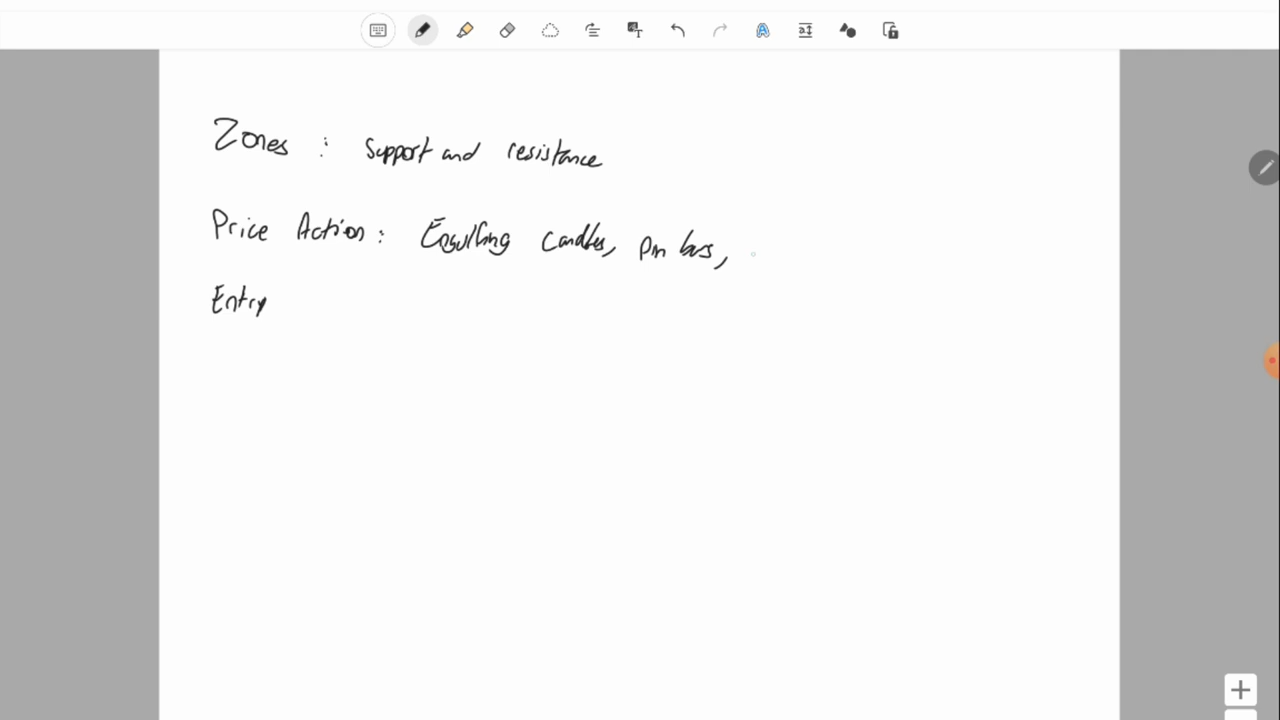 Zones : Support and resistance
Price Action : Engulfing candles, pin bars,
Entry